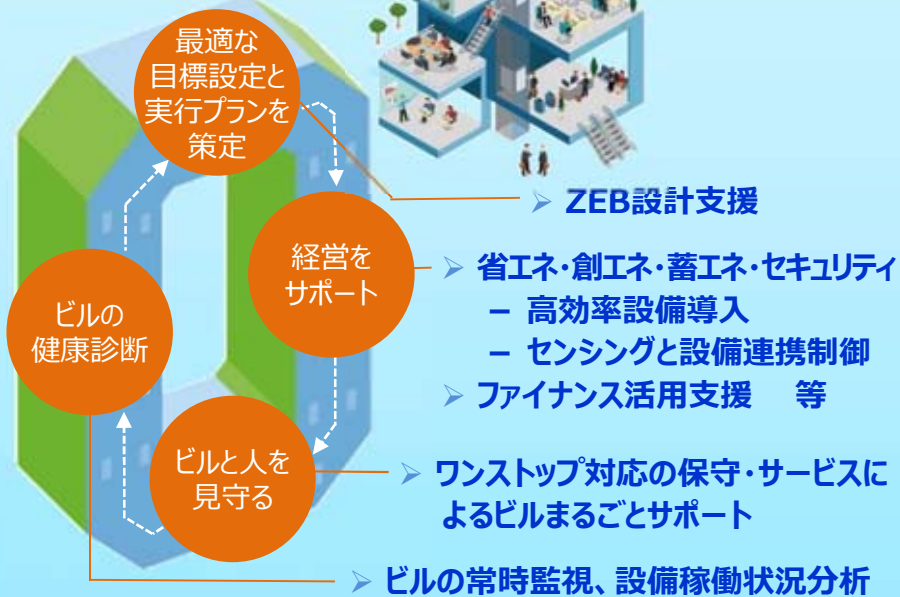 最適な
目標設定と
実行プランを
策定
➢ ZEB設計支援
経営を
サポート
➢ 省エネ・創エネ・蓄エネ・セキュリティ
– 高効率設備導入
– センシングと設備連携制御
➢ ファイナンス活用支援 等
ビルの
健康診断
ビルと人を
見守る
➢ ワンストップ対応の保守・サービスに
よるビルまるごとサポート
➢ ビルの常時監視、設備稼働状況分析